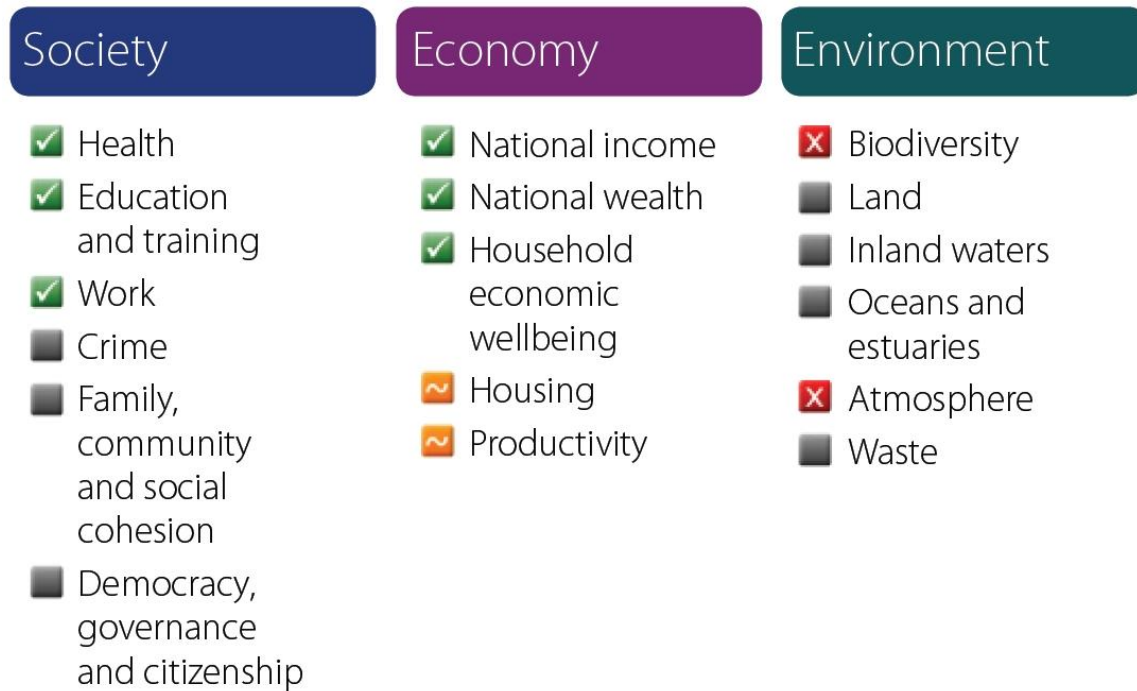 Society
Health
Education
and training
Work
Crime
Family,
community
and social
cohesion
Democracy,
governance
and citizenship
Economy
National income
National wealth
Household
economic
wellbeing
Housing
Productivity
Environment
Biodiversity
Land
Inland waters
Oceans and
estuaries
Atmosphere
Waste